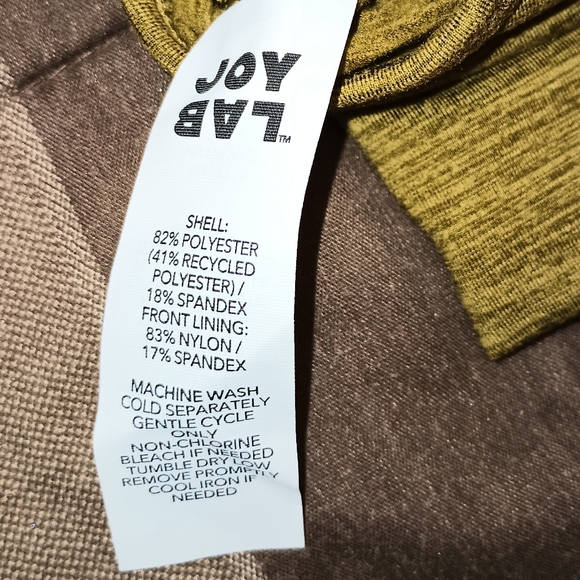 JOY
LAB™
SHELL:
82% POLYESTER
(41% RECYCLED
POLYESTER) /
18% SPANDEX
FRONT LINING:
83% NYLON /
17% SPANDEX
MACHINE WASH
COLD SEPARATELY
GENTLE CYCLE
ONLY
NON-CHLORINE
BLEACH IF NEEDED
TUMBLE DRY LOW
REMOVE PROMPTLY
COOL IRON IF
NEEDED